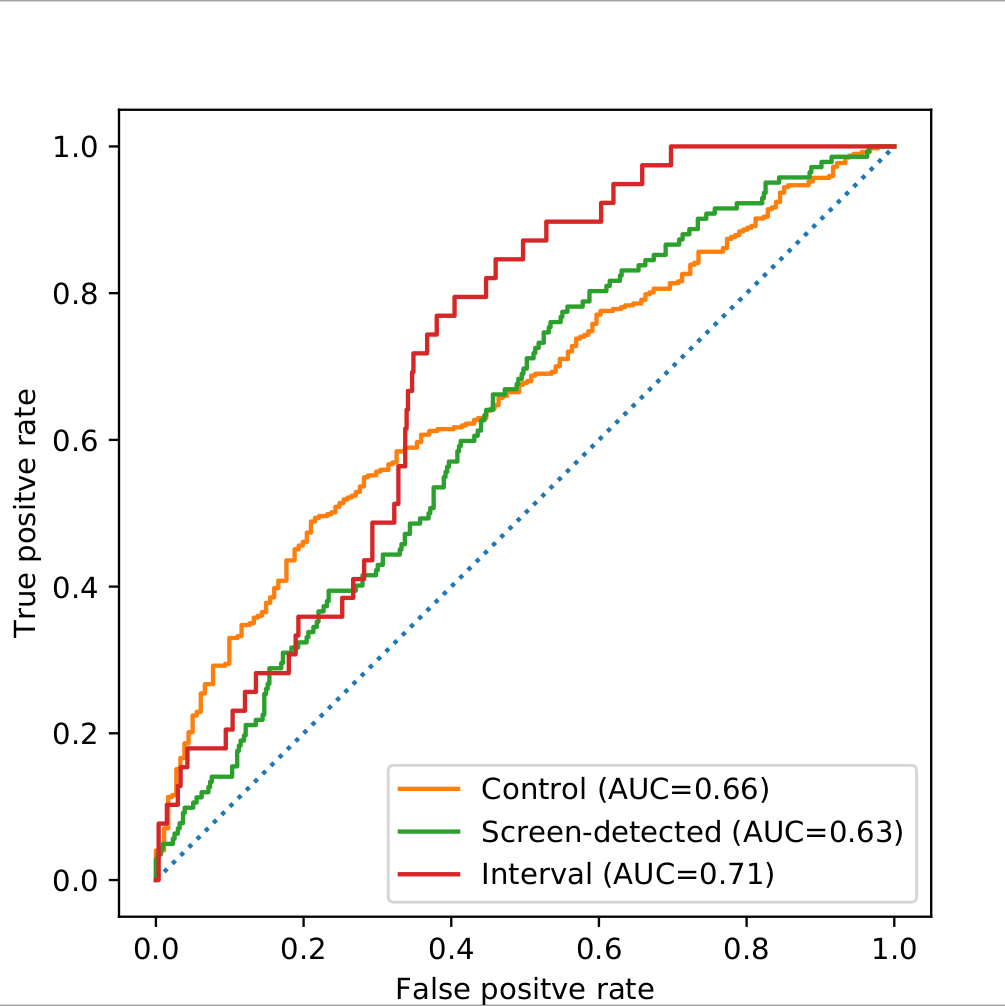 1.0
0.8
0.6
0.4
0.2
0.0
True positve rate
Control (AUC=0.66)
Screen-detected (AUC=0.63)
Interval (AUC=0.71)
0.0 0.2 0.4 0.6 0.8 1.0
False positve rate